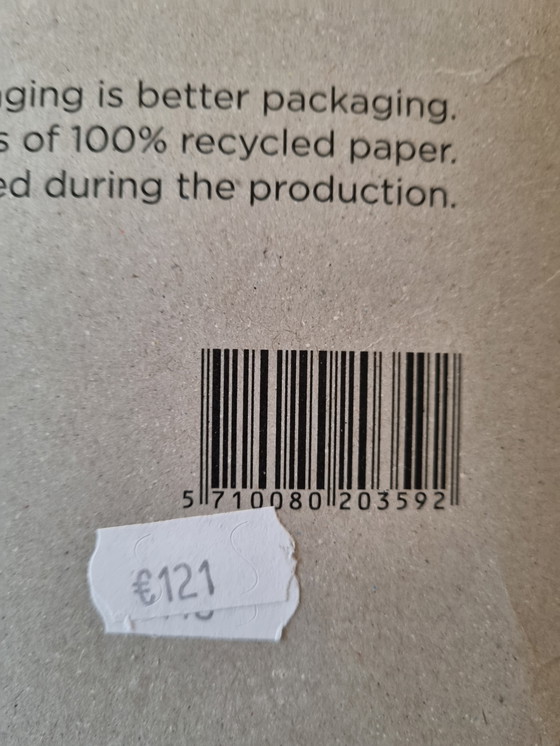 ging is better packaging.
s of 100% recycled paper.
ed during the production.
5 710080 203592
€121